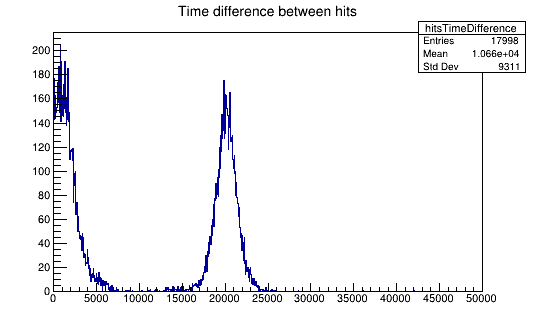 Time difference between hits
hitsTimeDifference
Entries 17998
Mean 1.066e+04
Std Dev 9311
200
180
160
140
120
100
80
60
40
20
0
0 5000 10000 15000 20000 25000 30000 35000 40000 45000 50000